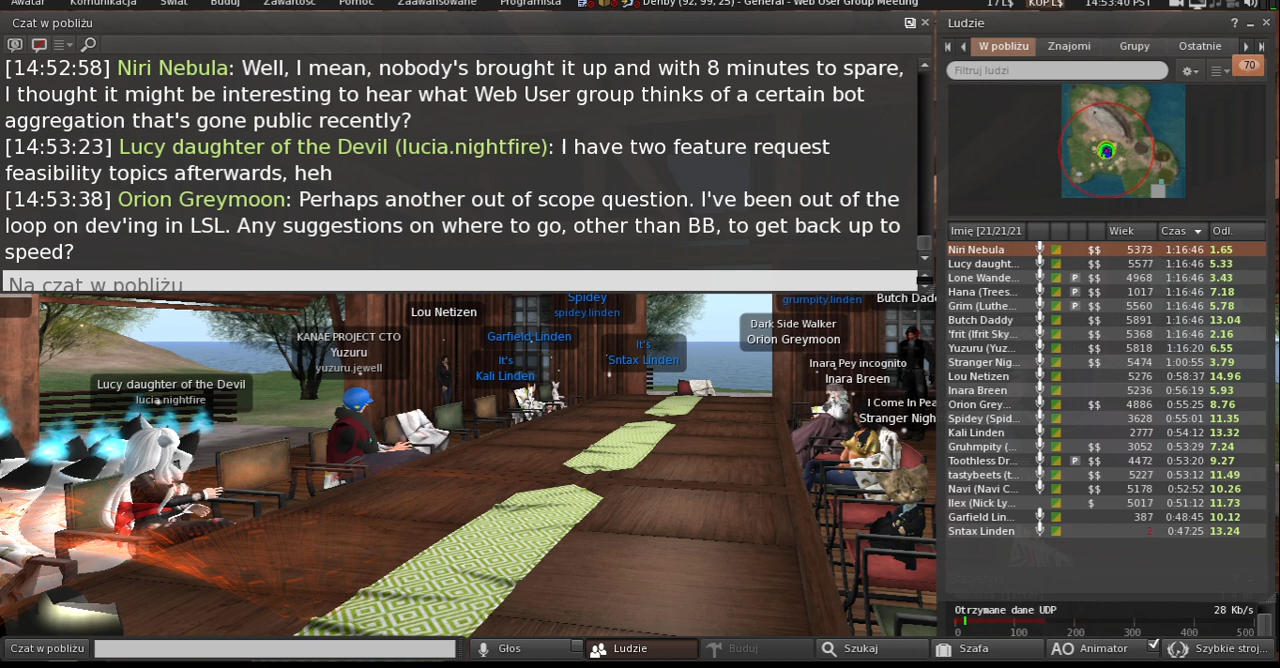 Awatar Komunikacja Świat Buduj Zawartość Pomoc Zaawansowane Programista Denby (92, 99, 25) - General - Web User Group Meeting 17 L$ KUP L$ 14:53:40 PST
Czat w pobliżu
[14:52:58] Niri Nebula: Well, I mean, nobody's brought it up and with 8 minutes to spare,
I thought it might be interesting to hear what Web User group thinks of a certain bot
aggregation that's gone public recently?
[14:53:23] Lucy daughter of the Devil (lucia.nightfire): I have two feature request
feasibility topics afterwards, heh
[14:53:38] Orion Greymoon: Perhaps another out of scope question. I've been out of the
loop on dev'ing in LSL. Any suggestions on where to go, other than BB, to get back up to
speed?
Na czat w pobliżu
Spidey
spidey.linden
grumpity.linden
Butch Dadd
Lou Netizen
KANAE PROJECT CTO
Yuzuru
yuzuru.jewell
Garfield Linden
It's
Kali Linden
It's
Sntax Linden
Dark Side Walker
Orion Greymoon
Inara Pey incognito
Inara Breen
Lucy daughter of the Devil
lucia.nightfire
I Come In Pea
Stranger Nigh
Ludzie
? _ ×
W pobliżu Znajomi Grupy Ostatnie
Filtruj ludzi
70
Imię [21/21/21 Wiek Czas Odl.
Niri Nebula $$ 5373 1:16:46 1.65
Lucy daught... $$ 5577 1:16:46 5.33
Lone Wande... P $$ 4968 1:16:46 3.43
Hana (Trees... P $$ 1017 1:16:46 7.18
Grim (Luthe... P $$ 5560 1:16:46 5.78
Butch Daddy $$ 5891 1:16:46 13.04
Ifrit (Ifrit Sky... $$ 5368 1:16:46 2.16
Yuzuru (Yuz... $$ 5818 1:16:20 6.55
Stranger Nig... $$ 5474 1:00:55 3.79
Lou Netizen 5276 0:58:37 14.96
Inara Breen 5236 0:56:19 5.93
Orion Grey... $$ 4886 0:55:25 8.76
Spidey (Spid... 3628 0:55:01 11.35
Kali Linden 2777 0:54:12 13.32
Gruhmpity (... $$ 3052 0:53:29 7.24
Toothless Dr... P $$ 4472 0:53:20 9.27
tastybeets (t... $$ 5227 0:53:12 11.49
Navi (Navi C... $$ 5178 0:52:52 10.26
Ilex (Nick Ly... $ 5017 0:51:12 11.73
Garfield Lin... 387 0:48:45 10.12
Sntax Linden 2 0:47:25 13.24
Otrzymane dane UDP 28 Kb/s
0 100 200 300 400 500
Czat w pobliżu Głos Ludzie Buduj Szukaj Szafa AO Animator Szybkie stroj...